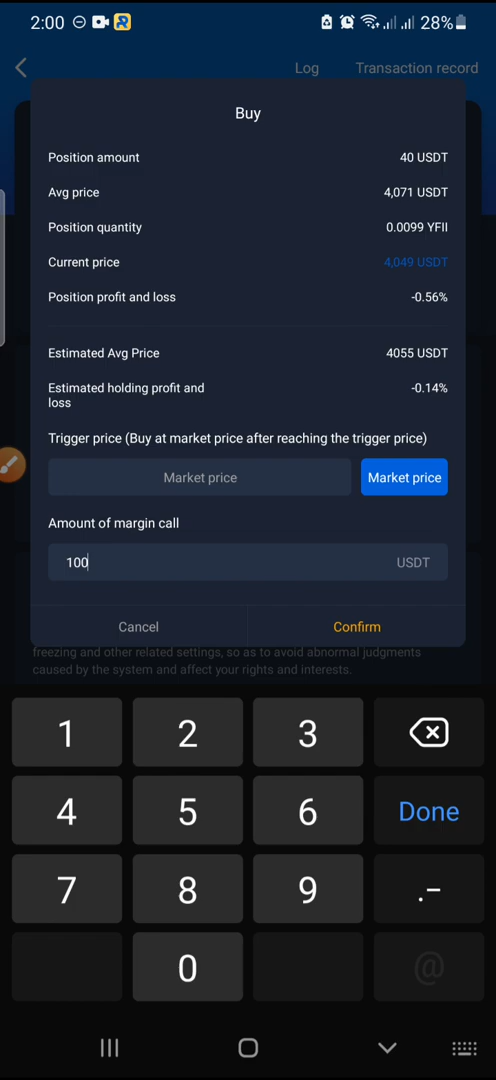 2:00 28%
Log Transaction record
Buy
Position amount 40 USDT
Avg price 4,071 USDT
Position quantity 0.0099 YFII
Current price 4,049 USDT
Position profit and loss -0.56%
Estimated Avg Price 4055 USDT
Estimated holding profit and -0.14%
loss
Trigger price (Buy at market price after reaching the trigger price)
Market price Market price
Amount of margin call
100 USDT
Cancel Confirm
freezing and other related settings, so as to avoid abnormal judgments
caused by the system and affect your rights and interests.
1 2 3
4 5 6 Done
7 8 9 .-
0 @